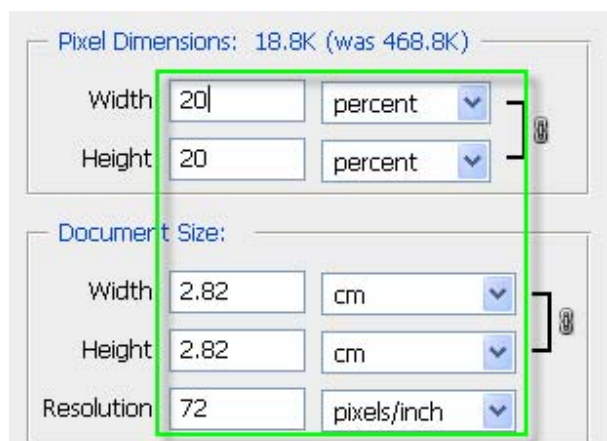 Pixel Dimensions: 18.8K (was 468.8K)
Width 20 percent
Height 20 percent
Document Size:
Width 2.82 cm
Height 2.82 cm
Resolution 72 pixels/inch